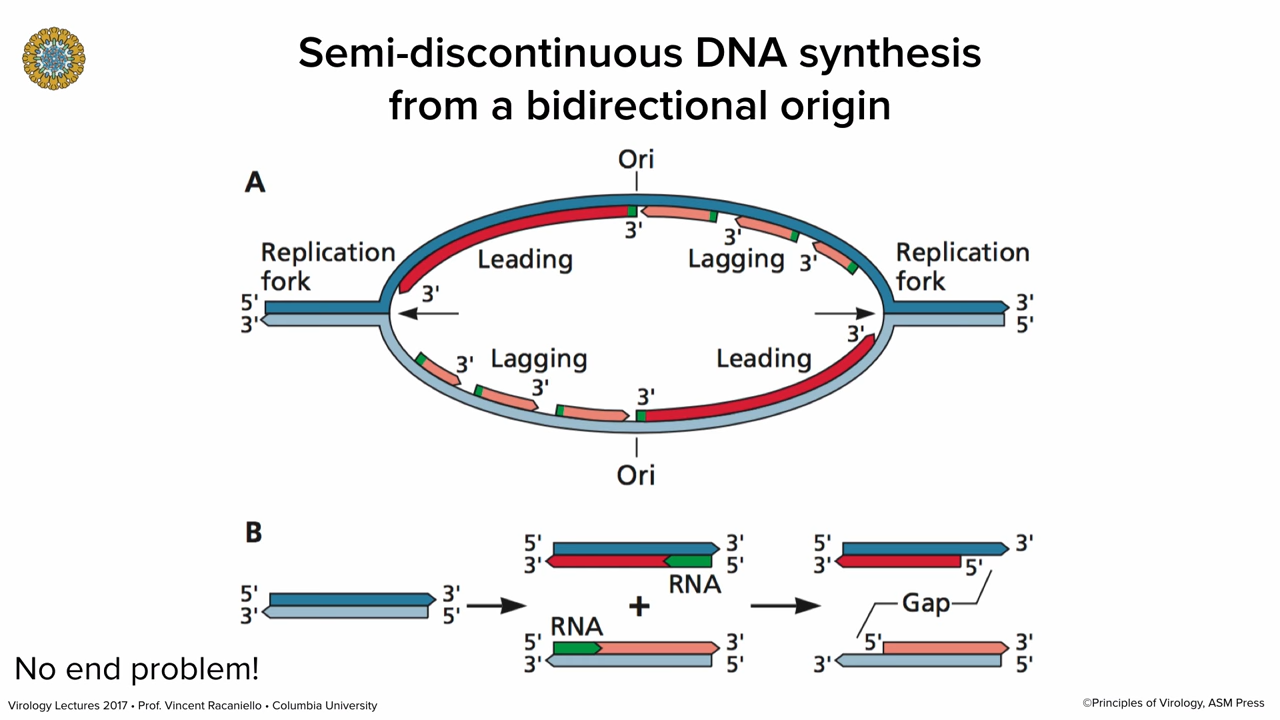 Semi-discontinuous DNA synthesis
from a bidirectional origin
Ori
A
3'
3'
Replication
fork
Leading
Lagging
3'
Replication
fork
3'
5'
3'
3'
5'
3'
Lagging
Leading
3'
3'
3'
Ori
B
5'
3'
5'
3'
3'
5'
RNA
5'
3'
3'
5'
5'
3'
3'
5'
+
Gap
RNA
5'
3'
3'
5'
5'
3'
3'
5'
No end problem!
Virology Lectures 2017 • Prof. Vincent Racaniello • Columbia University
©Principles of Virology, ASM Press